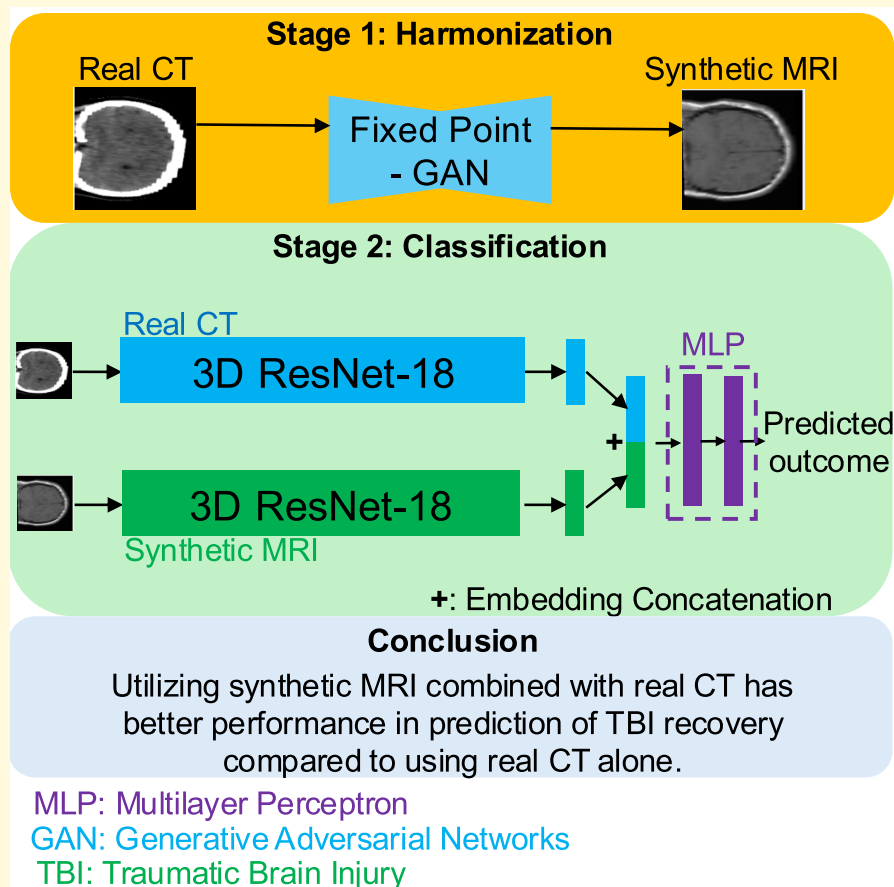 Stage 1: Harmonization
Real CT
Synthetic MRI
Fixed Point
- GAN
Stage 2: Classification
Real CT
3D ResNet-18
MLP
+
Predicted
outcome
3D ResNet-18
Synthetic MRI
+: Embedding Concatenation
Conclusion
Utilizing synthetic MRI combined with real CT has
better performance in prediction of TBI recovery
compared to using real CT alone.
MLP: Multilayer Perceptron
GAN: Generative Adversarial Networks
TBI: Traumatic Brain Injury